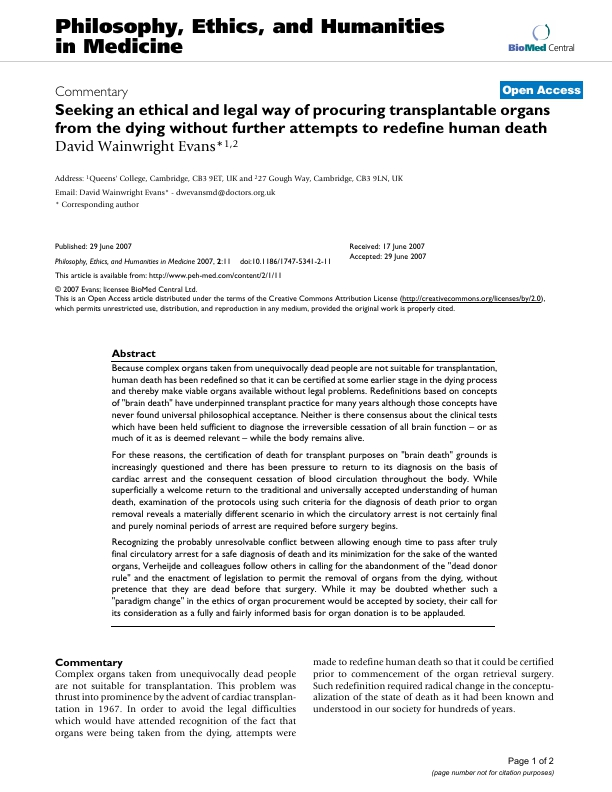 Philosophy, Ethics, and Humanities
in Medicine
BioMed Central
Commentary
Open Access
Seeking an ethical and legal way of procuring transplantable organs
from the dying without further attempts to redefine human death
David Wainwright Evans*1,2
Address: 1Queens' College, Cambridge, CB3 9ET, UK and 227 Gough Way, Cambridge, CB3 9LN, UK
Email: David Wainwright Evans* - dwevansmd@doctors.org.uk
* Corresponding author
Published: 29 June 2007
Philosophy, Ethics, and Humanities in Medicine 2007, 2:11 doi:10.1186/1747-5341-2-11
Received: 17 June 2007
Accepted: 29 June 2007
This article is available from: http://www.peh-med.com/content/2/1/11
© 2007 Evans; licensee BioMed Central Ltd.
This is an Open Access article distributed under the terms of the Creative Commons Attribution License (http://creativecommons.org/licenses/by/2.0),
which permits unrestricted use, distribution, and reproduction in any medium, provided the original work is properly cited.
Abstract
Because complex organs taken from unequivocally dead people are not suitable for transplantation,
human death has been redefined so that it can be certified at some earlier stage in the dying process
and thereby make viable organs available without legal problems. Redefinitions based on concepts
of "brain death" have underpinned transplant practice for many years although those concepts have
never found universal philosophical acceptance. Neither is there consensus about the clinical tests
which have been held sufficient to diagnose the irreversible cessation of all brain function – or as
much of it as is deemed relevant – while the body remains alive.
For these reasons, the certification of death for transplant purposes on "brain death" grounds is
increasingly questioned and there has been pressure to return to its diagnosis on the basis of
cardiac arrest and the consequent cessation of blood circulation throughout the body. While
superficially a welcome return to the traditional and universally accepted understanding of human
death, examination of the protocols using such criteria for the diagnosis of death prior to organ
removal reveals a materially different scenario in which the circulatory arrest is not certainly final
and purely nominal periods of arrest are required before surgery begins.
Recognizing the probably unresolvable conflict between allowing enough time to pass after truly
final circulatory arrest for a safe diagnosis of death and its minimization for the sake of the wanted
organs, Verheijde and colleagues follow others in calling for the abandonment of the "dead donor
rule" and the enactment of legislation to permit the removal of organs from the dying, without
pretence that they are dead before that surgery. While it may be doubted whether such a
"paradigm change" in the ethics of organ procurement would be accepted by society, their call for
its consideration as a fully and fairly informed basis for organ donation is to be applauded.
Commentary
Complex organs taken from unequivocally dead people
are not suitable for transplantation. This problem was
thrust into prominence by the advent of cardiac transplan-
tation in 1967. In order to avoid the legal difficulties
which would have attended recognition of the fact that
organs were being taken from the dying, attempts were
made to redefine human death so that it could be certified
prior to commencement of the organ retrieval surgery.
Such redefinition required radical change in the conceptu-
alization of the state of death as it had been known and
understood in our society for hundreds of years.
Page 1 of 2
(page number not for citation purposes)